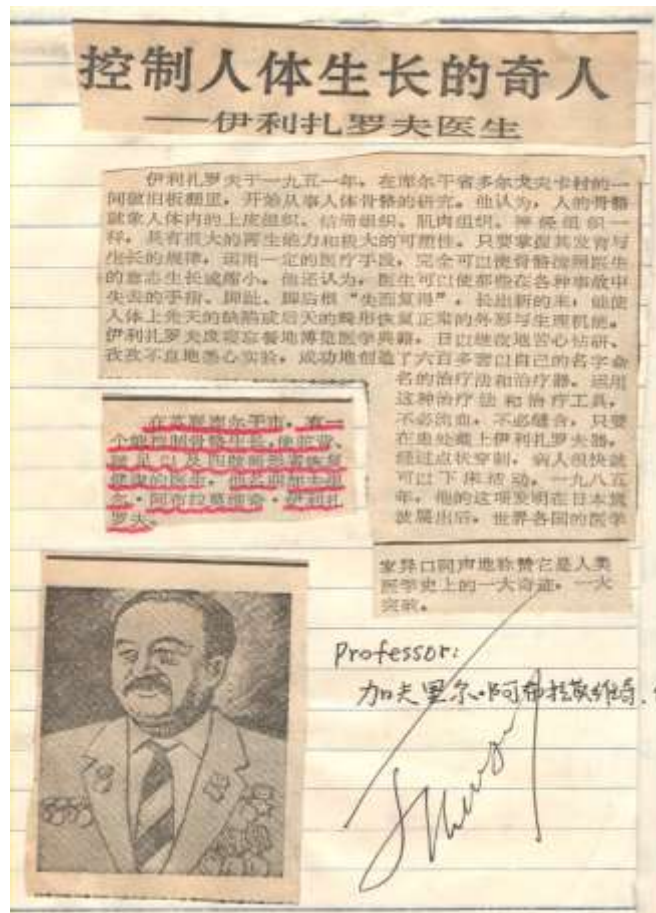 控制人体生长的奇人
——伊利扎罗夫医生
伊利扎罗夫于一九五一年，在库尔干省多尔戈夫卡村的一
间破旧板棚里，开始从事人体骨骼的研究。他认为，人的骨骼
就象人体内的上皮组织、结缔组织、肌肉组织、神经组织一
样，具有很大的再生能力和极大的可塑性。只要掌握其发育与
生长的规律，运用一定的医疗手段，完全可以使骨骼按照医生
的意志生长或缩小。他还认为，医生可以使那些在各种事故中
失去的手指、脚趾、脚后根“失而复得”，长出新的来，能使
人体上先天的缺陷或后天的畸形恢复正常的外形与生理机能。
伊利扎罗夫废寝忘餐地博览医学典籍，日以继夜地苦心钻研、
孜孜不息地悉心实验，成功地创造了六百多套以自己的名字命
名的治疗法和治疗器。运用
这种治疗法和治疗工具，
不必流血，不必缝合，只要
在患处戴上伊利扎罗夫器，
经过点状穿刺，病人很快就
可以下床活动。一九八五
年，他的这项发明在日本筑
波展出后，世界各国的医学
家异口同声地称赞它是人类
医学史上的一大奇迹，一大
突破。
在苏联库尔干市，有一
个能控制骨骼生长，使
以及四肢畸形者恢复
健康的医生，他名叫加夫里
尔·阿布拉莫维奇·伊利扎
罗夫。
Professor:
加夫里尔·阿布拉莫维奇